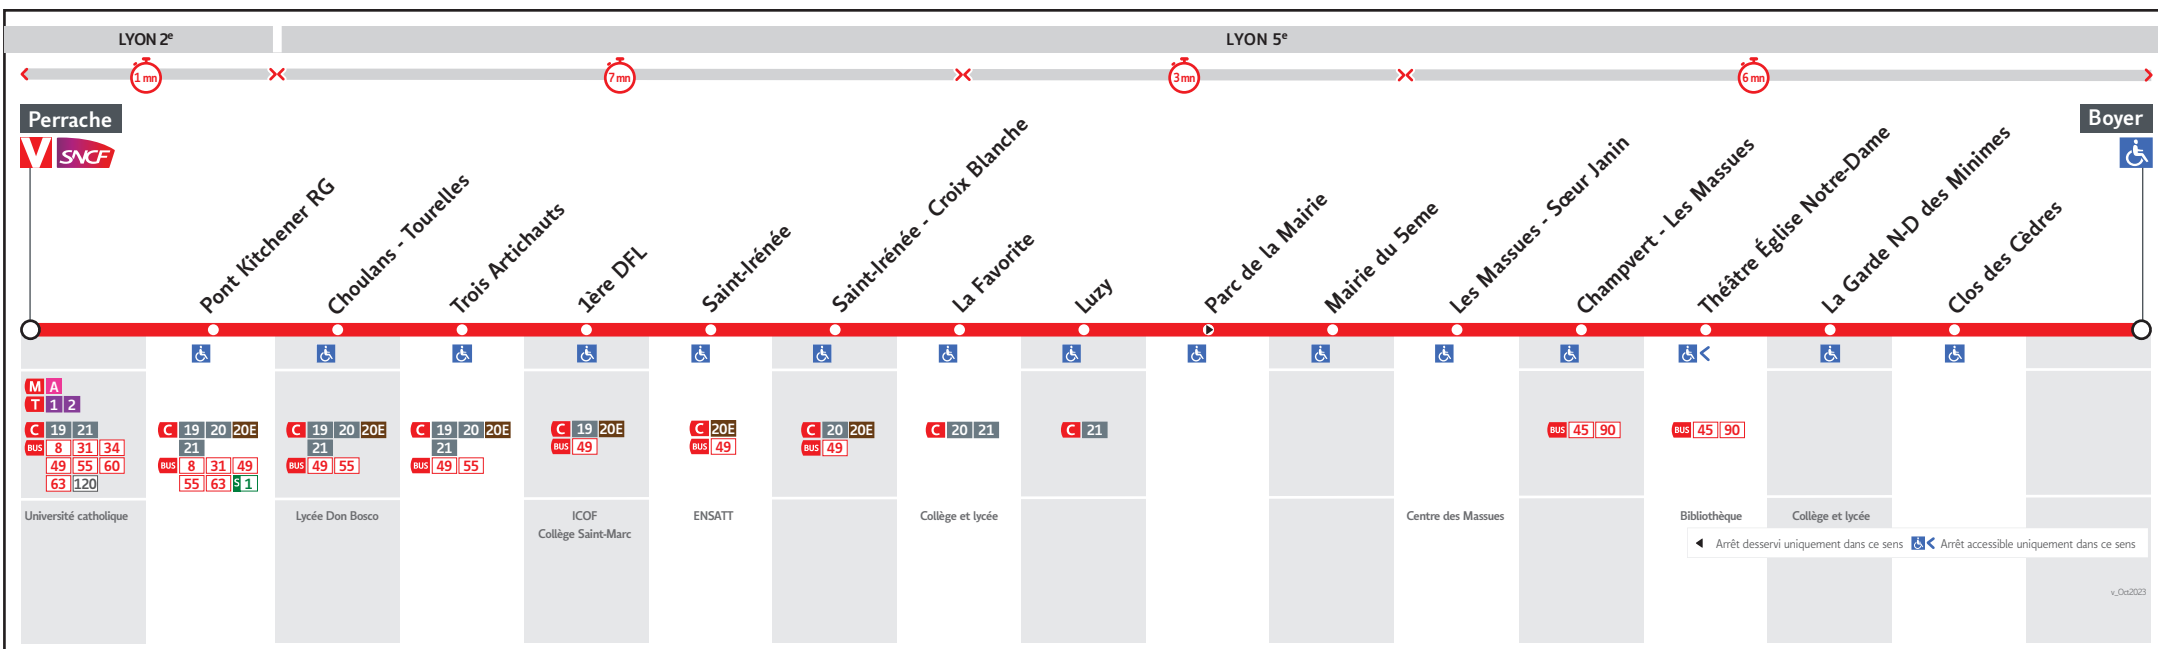 LYON 2e
LYON 5e
1 mn
7 mn
3 mn
6 mn
Perrache
SNCF
Boyer
Pont Kitchener RG
Choulans - Tourelles
Trois Artichauts
1ère DFL
Saint-Irénée
Saint-Irénée - Croix Blanche
La Favorite
Luzy
Parc de la Mairie
Mairie du 5eme
Les Massues - Sœur Janin
Champvert - Les Massues
Théâtre Église Notre-Dame
La Garde N-D des Minimes
Clos des Cèdres
M A
T 1 2
C 19 21
BUS 8 31 34
49 55 60
63 120
C 19 20 20E
21
BUS 8 31 49
55 63 S 1
C 19 20 20E
21
BUS 49 55
C 19 20 20E
21
BUS 49 55
C 19 20E
BUS 49
C 20E
BUS 49
C 20 20E
BUS 49
C 20 21
C 21
BUS 45 90
BUS 45 90
Université catholique
Lycée Don Bosco
ICOF
Collège Saint-Marc
ENSATT
Collège et lycée
Centre des Massues
Bibliothèque
Collège et lycée
Arrêt desservi uniquement dans ce sens
Arrêt accessible uniquement dans ce sens
v_Oct2023